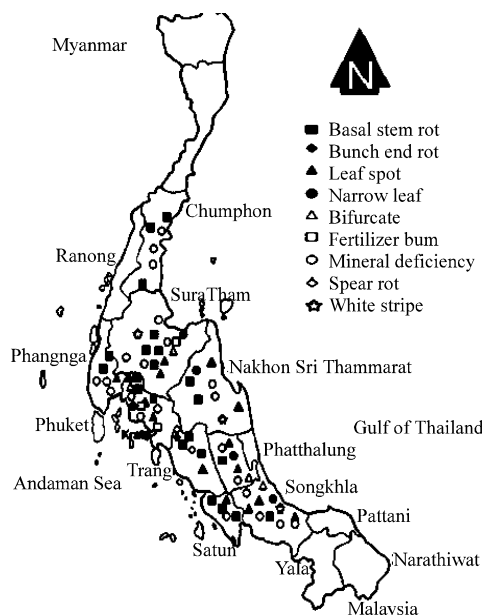 Myanmar
N
Basal stem rot
Bunch end rot
Leaf spot
Narrow leaf
Bifurcate
Fertilizer bum
Mineral deficiency
Spear rot
White stripe
Chumphon
Ranong
SuraTham
Phangnga
Nakhon Sri Thammarat
Phuket
Gulf of Thailand
Phatthalung
Trang
Andaman Sea
Songkhla
Pattani
Satun
Yala
Narathiwat
Malaysia